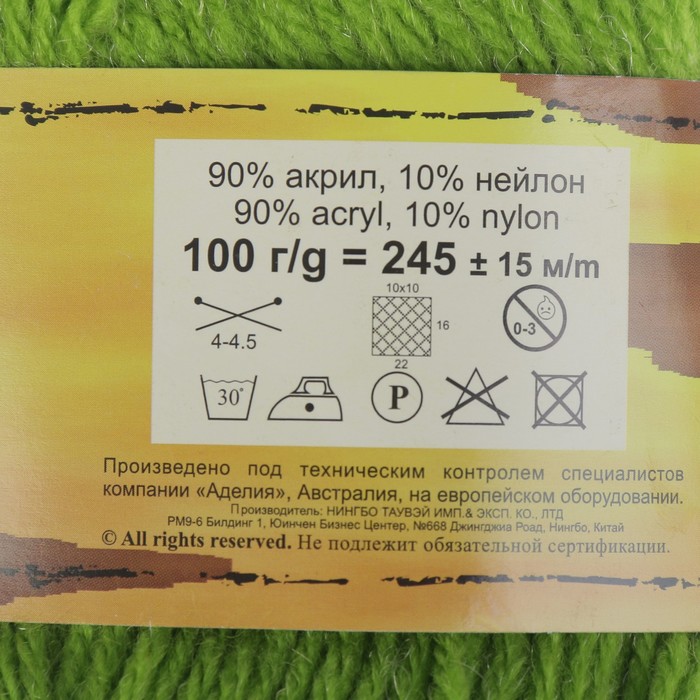 90% акрил, 10% нейлон
90% acryl, 10% nylon
100 г/g = 245 ± 15 м/m
10x10
16
22
4-4.5
0-3
30°
P
Произведено под техническим контролем специалистов
компании «Аделия», Австралия, на европейском оборудовании.
Производитель: НИНГБО ТАУВЭЙ ИМП.& ЭКСП. КО., ЛТД
РМ9-6 Билдинг 1, Юинчен Бизнес Центер, №668 Джингджиа Роад, Нингбо, Китай
© All rights reserved. Не подлежит обязательной сертификации.